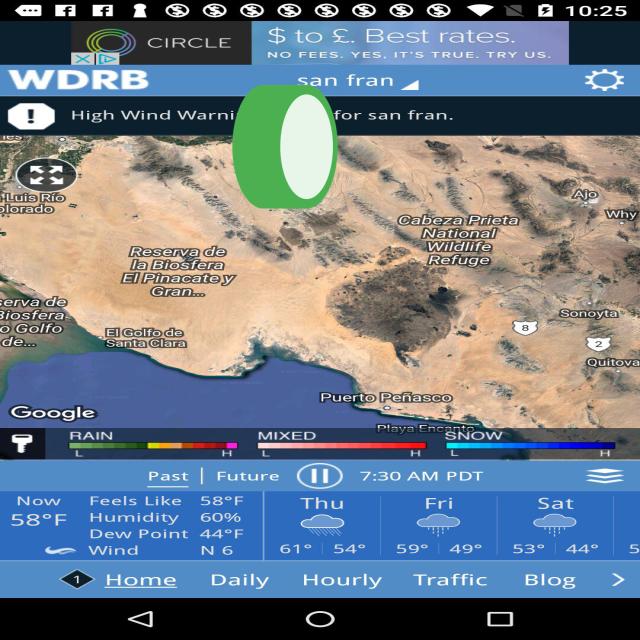 10:25
CIRCLE
$ to £. Best rates.
NO FEES. YES, IT'S TRUE. TRY US.
WDRB
san fran
High Wind Warni
for san fran.
Luis Río
olorado
Ajo
Why
Cabeza Prieta
National
Wildlife
Refuge
Reserva de
la Biosfera
El Pinacate y
Gran...
serva de
Biosfera
o Golfo
de...
El Golfo de
Santa Clara
Sonoyta
8
2
Quitova
Puerto Peñasco
Playa Encanto
Google
RAIN
L H
MIXED
L H
SNOW
L H
Past | Future
7:30 AM PDT
Now
58°F
Feels Like 58°F
Humidity 60%
Dew Point 44°F
Wind N 6
Thu
61° 54°
Fri
59° 49°
Sat
53° 44°
5
1
Home Daily Hourly Traffic Blog